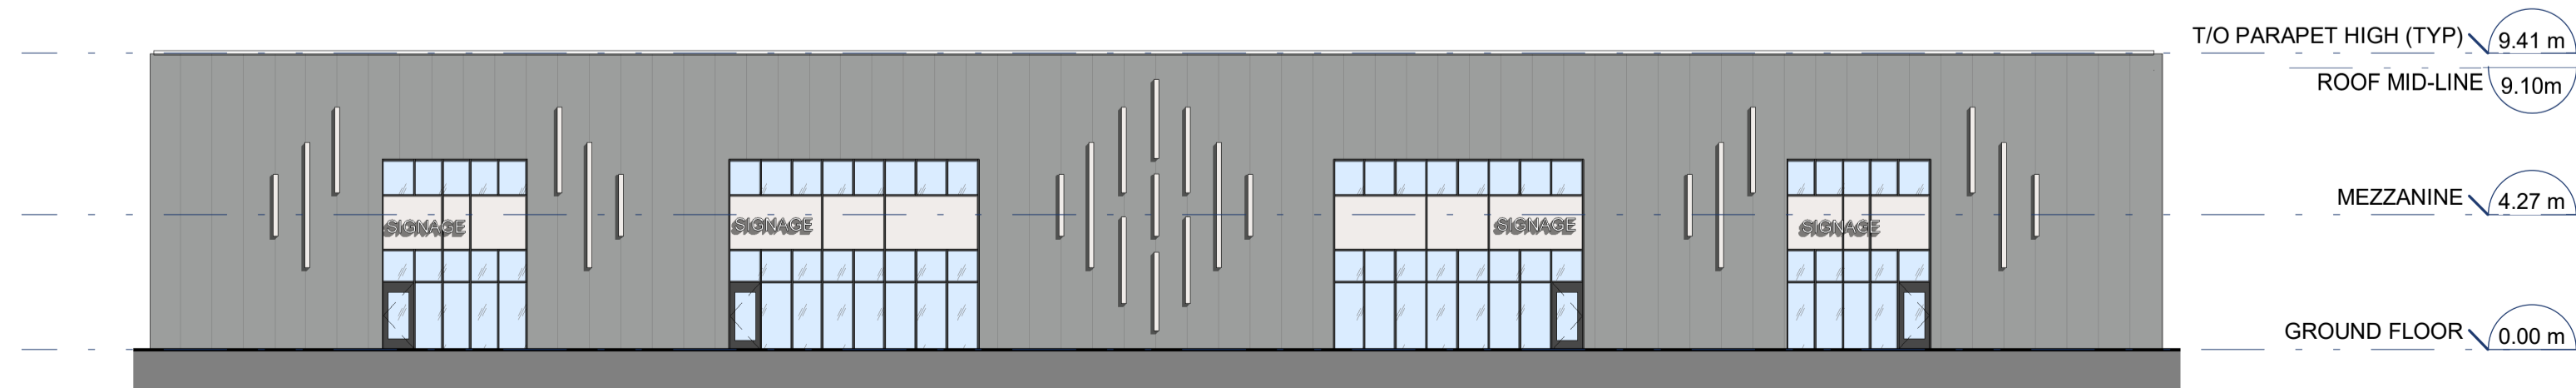 T/O PARAPET HIGH (TYP) 9.41 m
ROOF MID-LINE 9.10m
MEZZANINE 4.27 m
SIGNAGE SIGNAGE SIGNAGE SIGNAGE
GROUND FLOOR 0.00 m